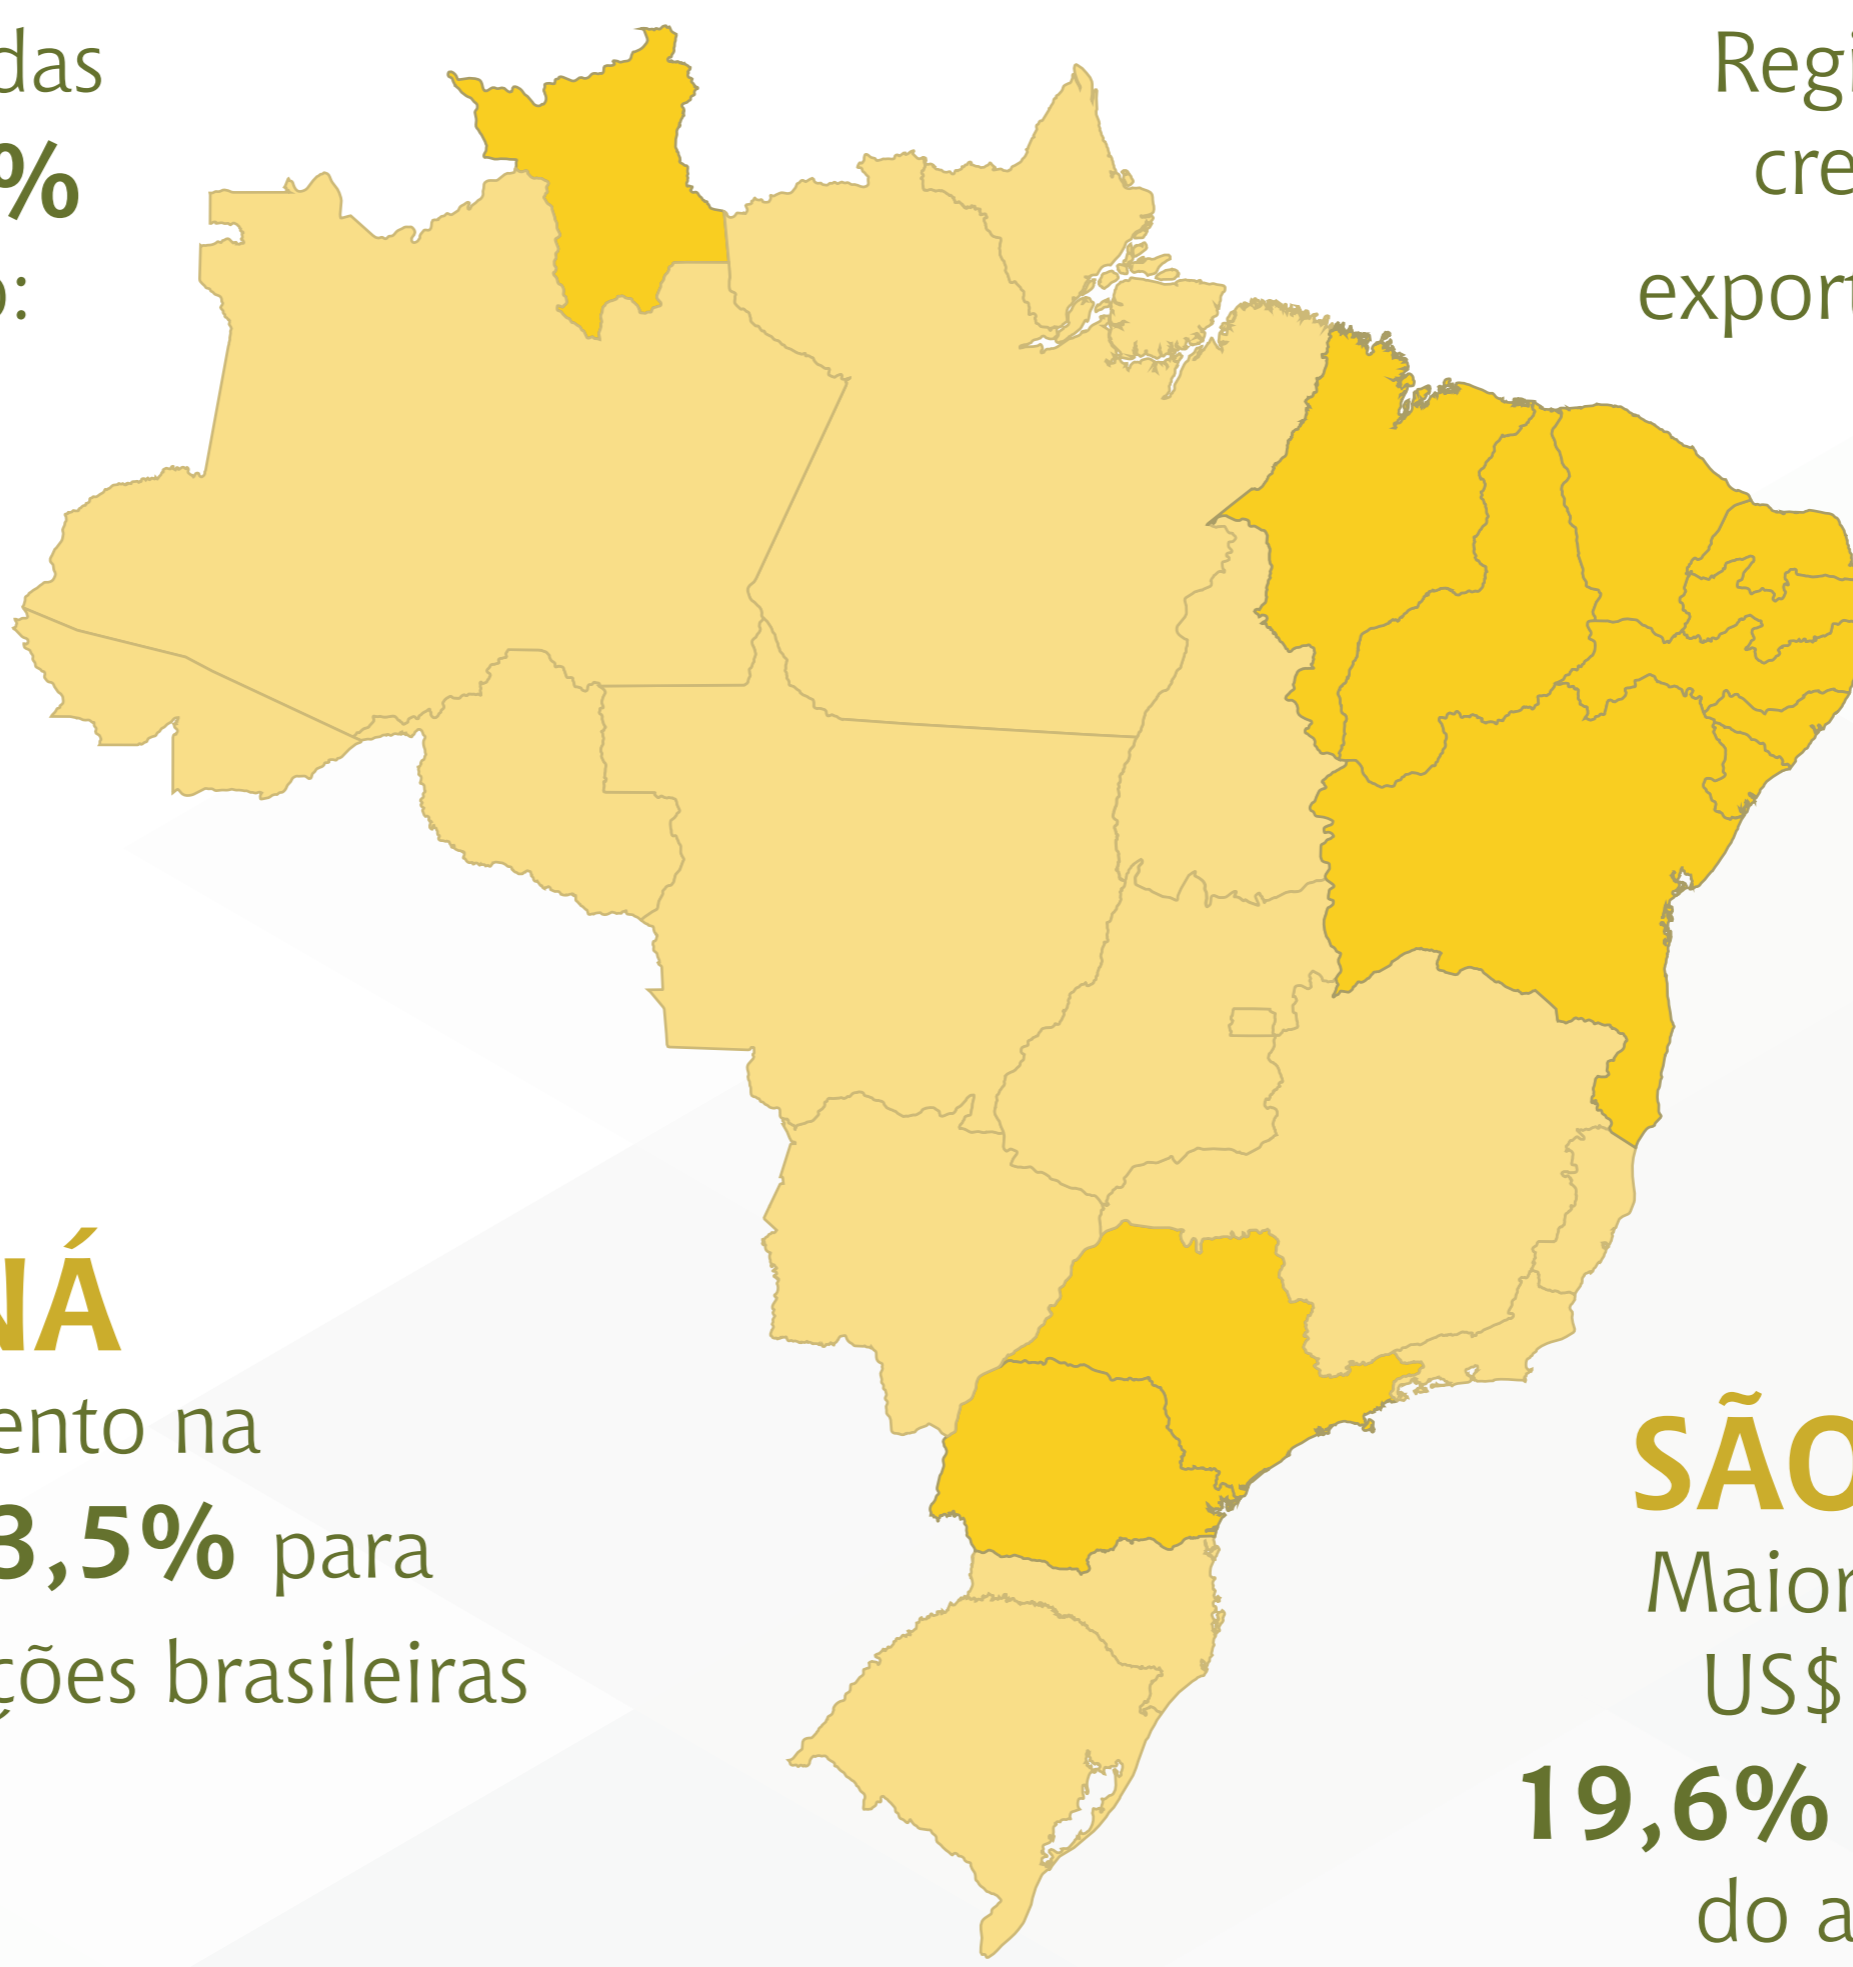 das
%
o:
Regi
cre
export
NÁ
ento na
3,5% para
ções brasileiras
SÃO
Maior
US$
19,6%
do a